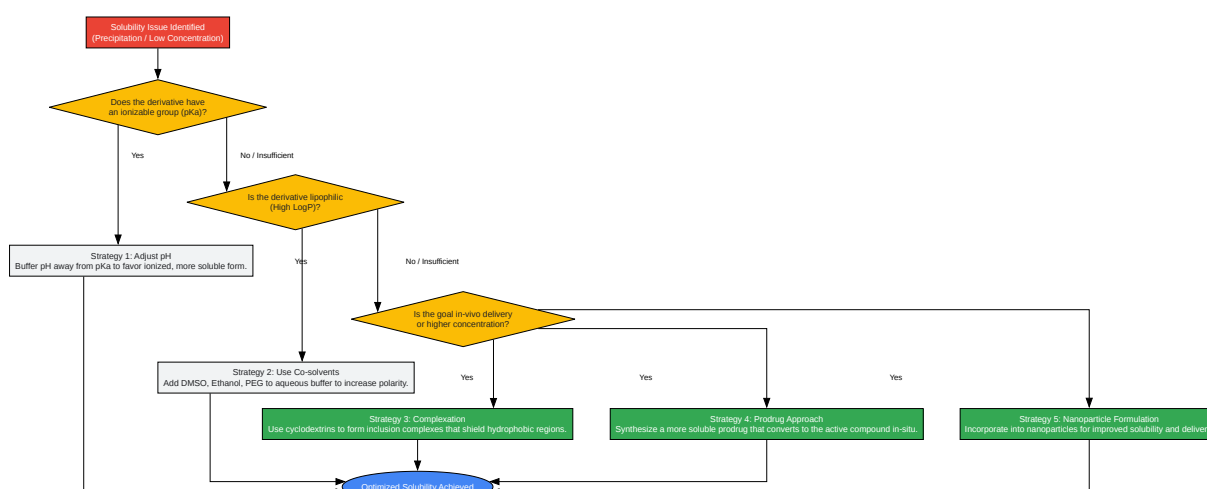 Solubility Issue Identified
(Precipitation / Low Concentration)
Does the derivative have
an ionizable group (pKa)?
Yes
No / Insufficient
Is the derivative lipophilic
(High LogP)?
Strategy 1: Adjust pH
Buffer pH away from pKa to favor ionized, more soluble form.
Yes
No / Insufficient
Is the goal in-vivo delivery
or higher concentration?
Strategy 2: Use Co-solvents
Add DMSO, Ethanol, PEG to aqueous buffer to increase polarity.
Yes
Yes
Yes
Strategy 3: Complexation
Use cyclodextrins to form inclusion complexes that shield hydrophobic regions.
Strategy 4: Prodrug Approach
Synthesize a more soluble prodrug that converts to the active compound in-situ.
Strategy 5: Nanoparticle Formulation
Incorporate into nanoparticles for improved solubility and deliver
Optimized Solubility Achieved